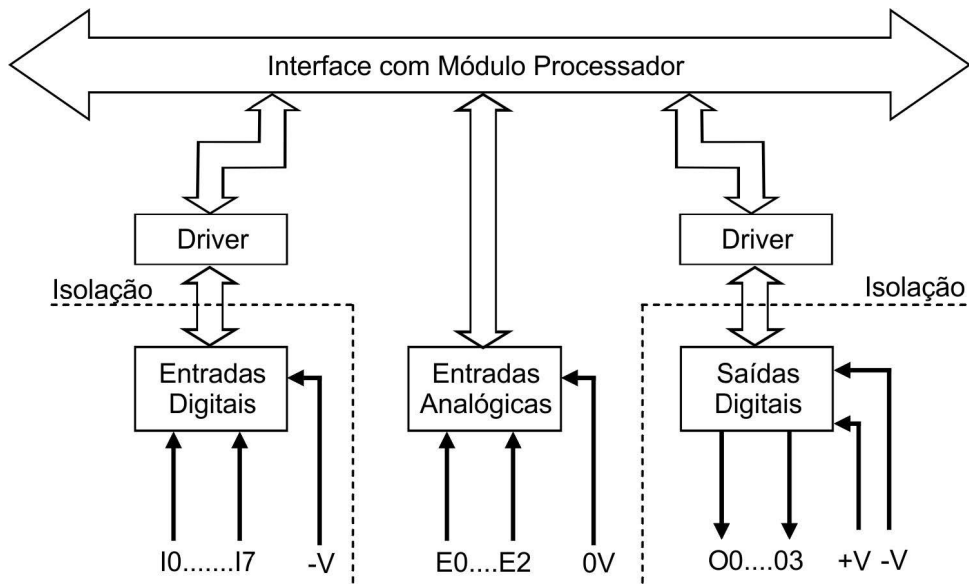 Interface com Módulo Processador
Driver
Driver
Isolação
Isolação
Entradas
Digitais
Entradas
Analógicas
Saídas
Digitais
I0.......I7
-V
E0....E2
0V
O0....03
+V
-V